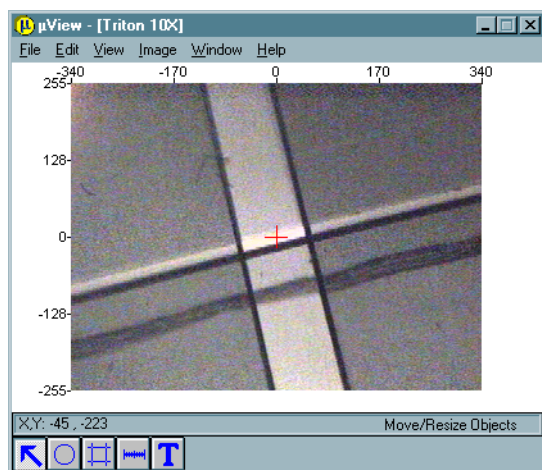 µ µView - [Triton 10X]
File Edit View Image Window Help
-340 -170 0 170 340
255-
128-
0-
-128-
-255-
X,Y: -45 , -223 Move/Resize Objects
T